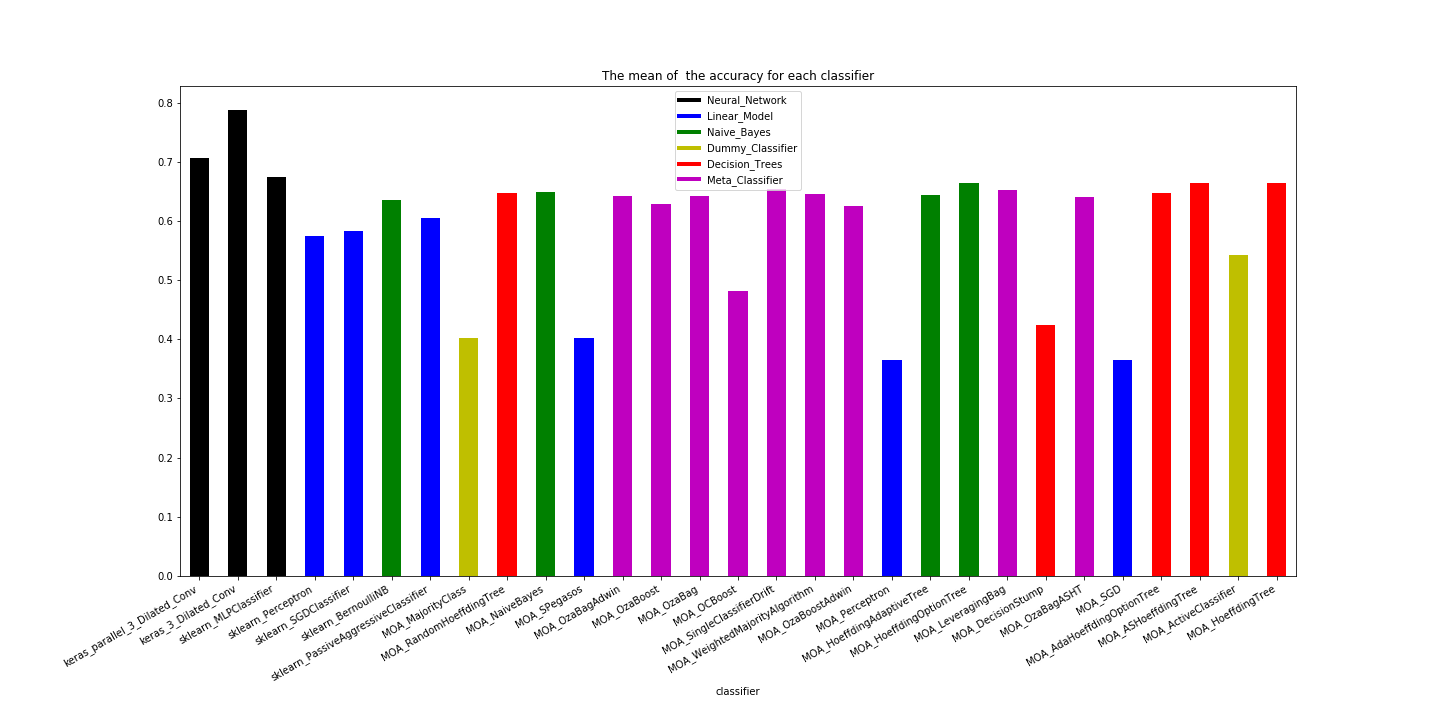 The mean of  the accuracy for each classifier
Neural_Network
Linear_Model
Naive_Bayes
Dummy_Classifier
Decision_Trees
Meta_Classifier
0.8
0.7
0.6
0.5
0.4
0.3
0.2
0.1
0.0
keras_parallel_3_Dilated_Conv
keras_3_Dilated_Conv
sklearn_MLPClassifier
sklearn_Perceptron
sklearn_SGDClassifier
sklearn_BernoulliNB
sklearn_PassiveAggressiveClassifier
MOA_MajorityClass
MOA_RandomHoeffdingTree
MOA_NaiveBayes
MOA_SPegasos
MOA_OzaBagAdwin
MOA_OzaBoost
MOA_OzaBag
MOA_OCBoost
MOA_SingleClassifierDrift
MOA_WeightedMajorityAlgorithm
MOA_OzaBoostAdwin
MOA_Perceptron
MOA_HoeffdingAdaptiveTree
MOA_HoeffdingOptionTree
MOA_LeveragingBag
MOA_DecisionStump
MOA_OzaBagASHT
MOA_SGD
MOA_AdaHoeffdingOptionTree
MOA_ASHoeffdingTree
MOA_ActiveClassifier
MOA_HoeffdingTree
classifier